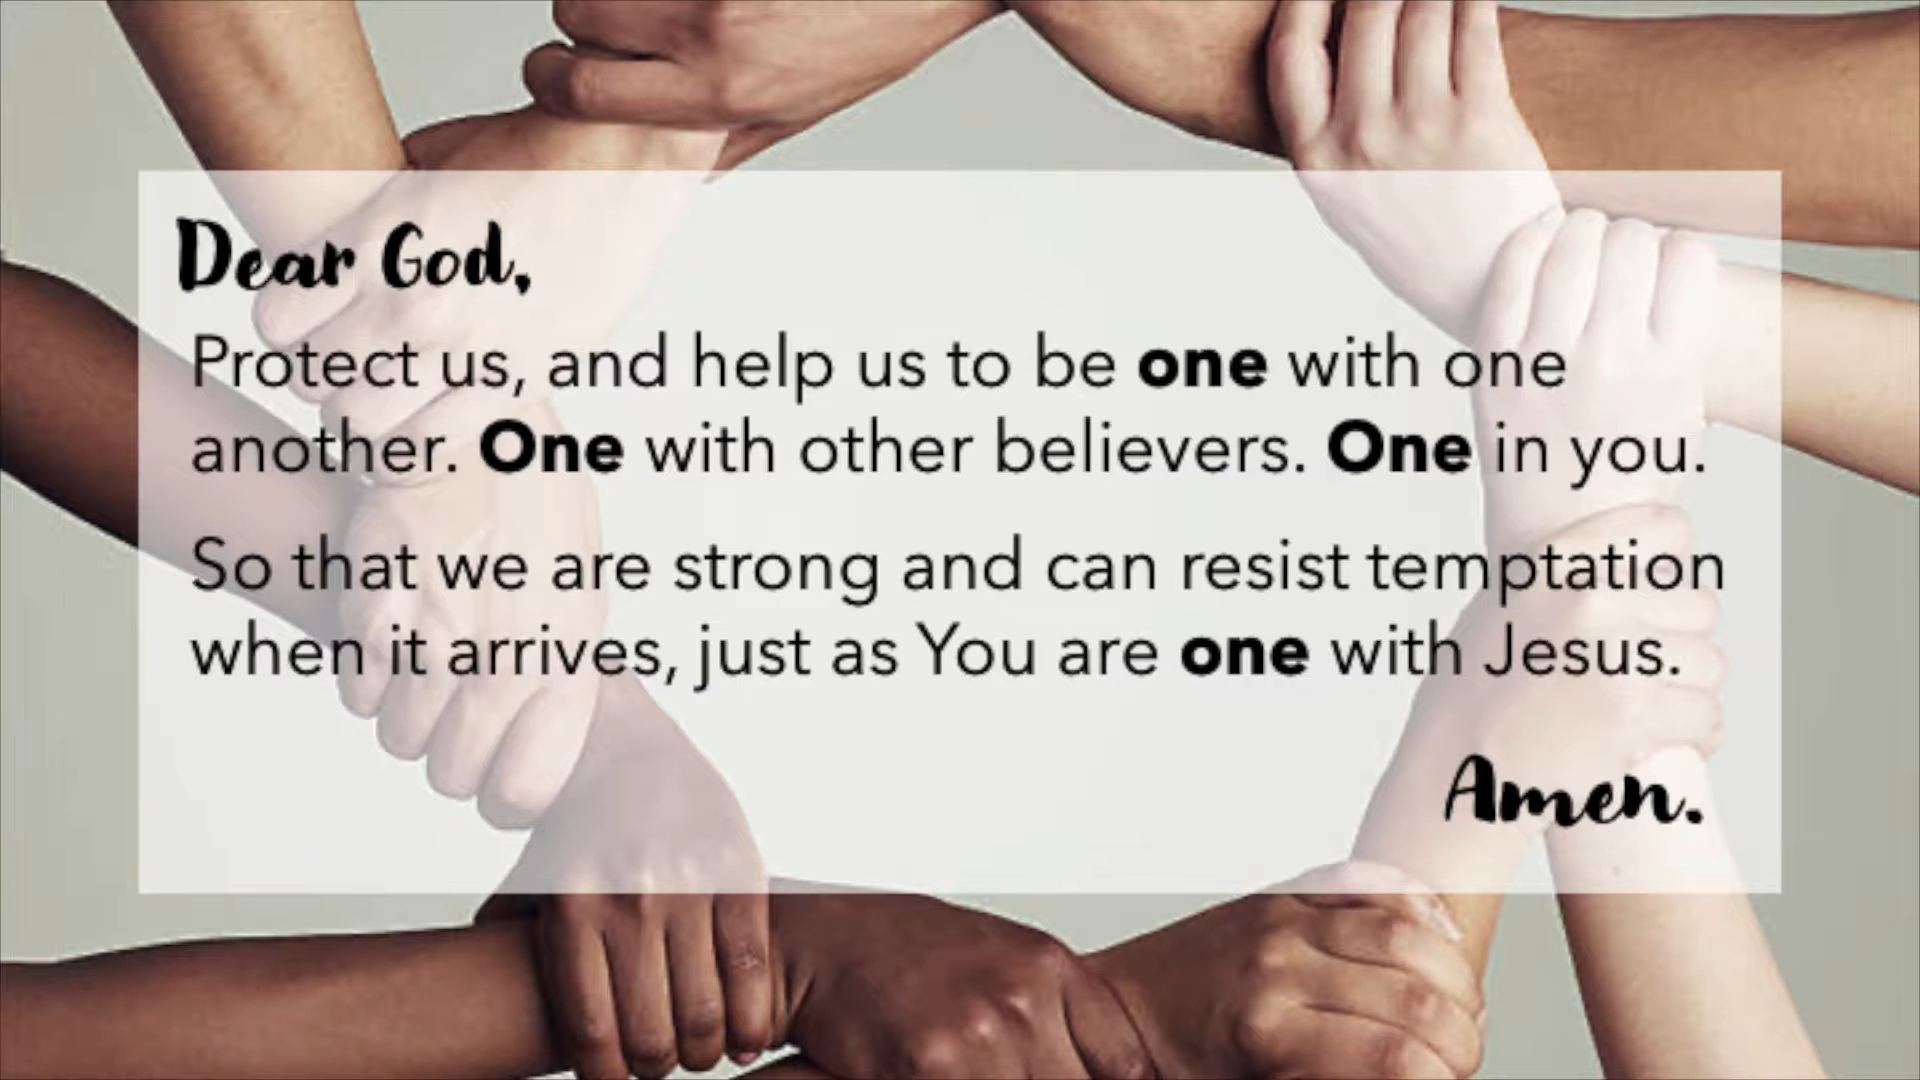 Dear God,
Protect us, and help us to be one with one
another. One with other believers. One in you.
So that we are strong and can resist temptation
when it arrives, just as You are one with Jesus.
Amen.